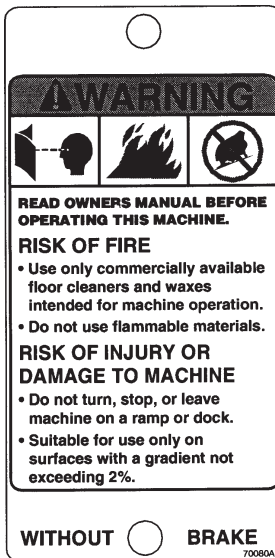 WARNING
READ OWNERS MANUAL BEFORE
OPERATING THIS MACHINE.
RISK OF FIRE
• Use only commercially available
floor cleaners and waxes
intended for machine operation.
• Do not use flammable materials.
RISK OF INJURY OR
DAMAGE TO MACHINE
• Do not turn, stop, or leave
machine on a ramp or dock.
• Suitable for use only on
surfaces with a gradient not
exceeding 2%.
WITHOUT BRAKE
70080A